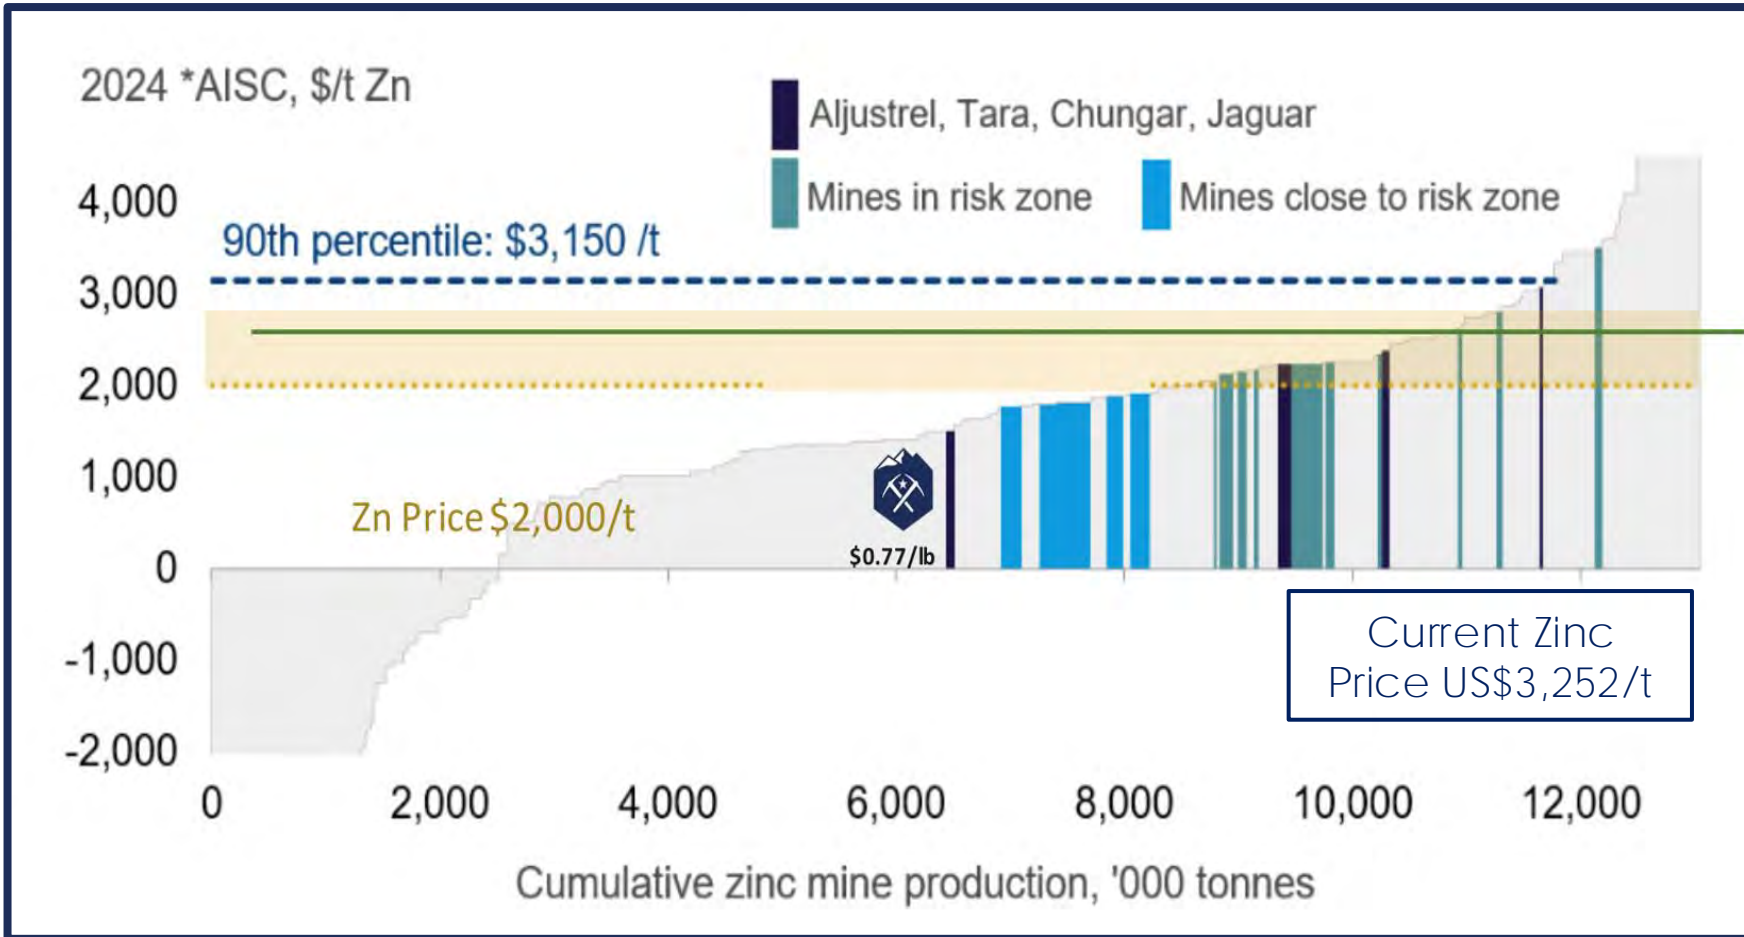 2024 *AISC, $/t Zn
Aljustrel, Tara, Chungar, Jaguar
Mines in risk zone
Mines close to risk zone
4,000
90th percentile: $3,150 /t
3,000
2,000
1,000
Zn Price $2,000/t
$0.77/lb
0
-1,000
-2,000
Current Zinc
Price US$3,252/t
0 2,000 4,000 6,000 8,000 10,000 12,000
Cumulative zinc mine production, '000 tonnes